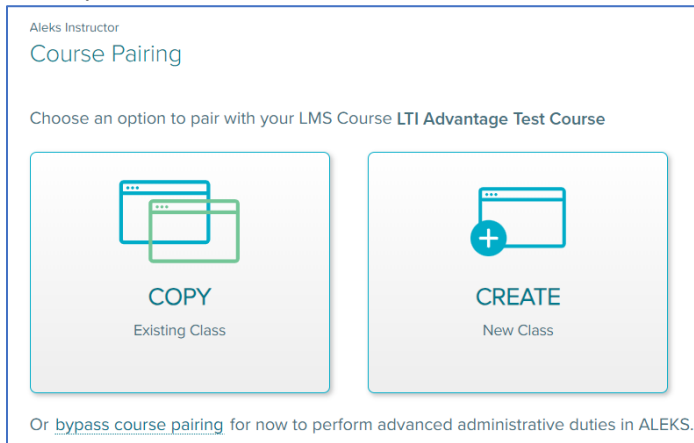 Aleks Instructor
Course Pairing
Choose an option to pair with your LMS Course LTI Advantage Test Course
COPY
Existing Class
CREATE
New Class
Or bypass course pairing for now to perform advanced administrative duties in ALEKS.